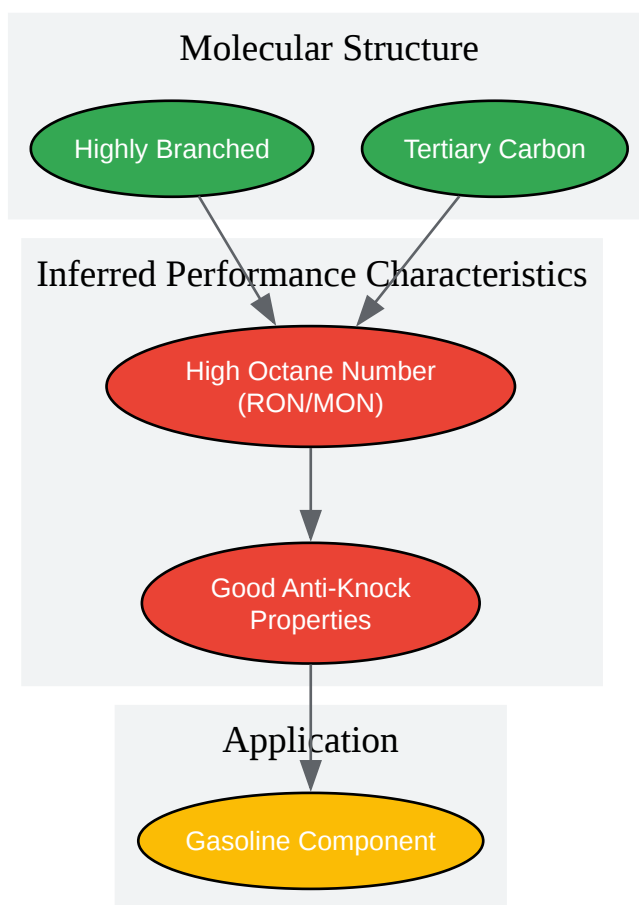 Molecular Structure
Highly Branched
Tertiary Carbon
Inferred Performance Characteristics
High Octane Number
(RON/MON)
Good Anti-Knock
Properties
Application
Gasoline Component